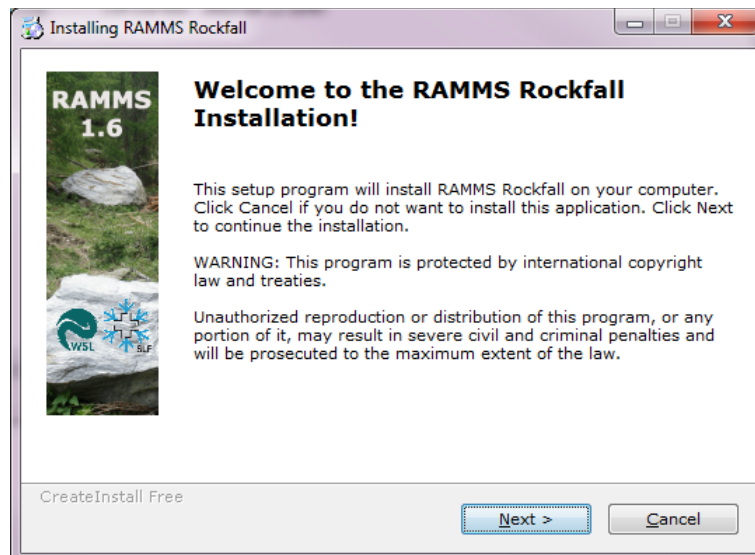 Installing RAMMS Rockfall
RAMMS
1.6
Welcome to the RAMMS Rockfall
Installation!
This setup program will install RAMMS Rockfall on your computer.
Click Cancel if you do not want to install this application. Click Next
to continue the installation.
WARNING: This program is protected by international copyright
law and treaties.
Unauthorized reproduction or distribution of this program, or any
portion of it, may result in severe civil and criminal penalties and
will be prosecuted to the maximum extent of the law.
WSL
SLF
CreateInstall Free
Next >
Cancel